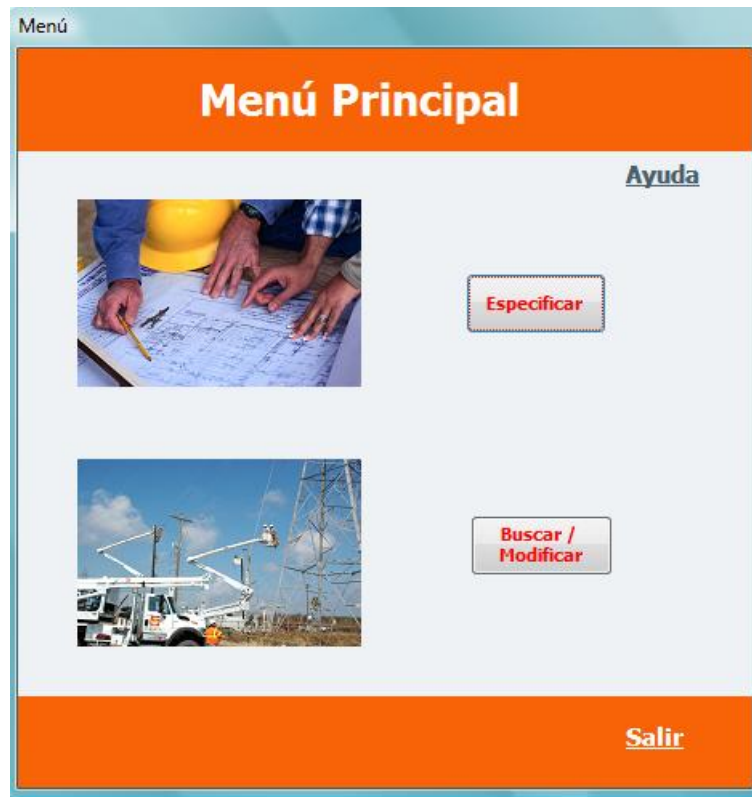 Menú
Menú Principal
Ayuda
Especificar
Buscar /
Modificar
Salir